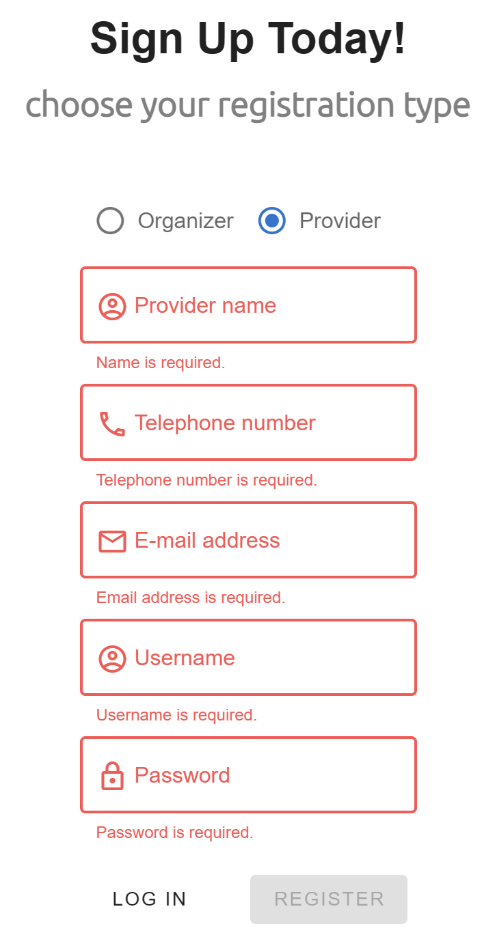 Sign Up Today!
choose your registration type
Organizer Provider
Provider name
Name is required.
Telephone number
Telephone number is required.
E-mail address
Email address is required.
Username
Username is required.
Password
Password is required.
LOG IN REGISTER